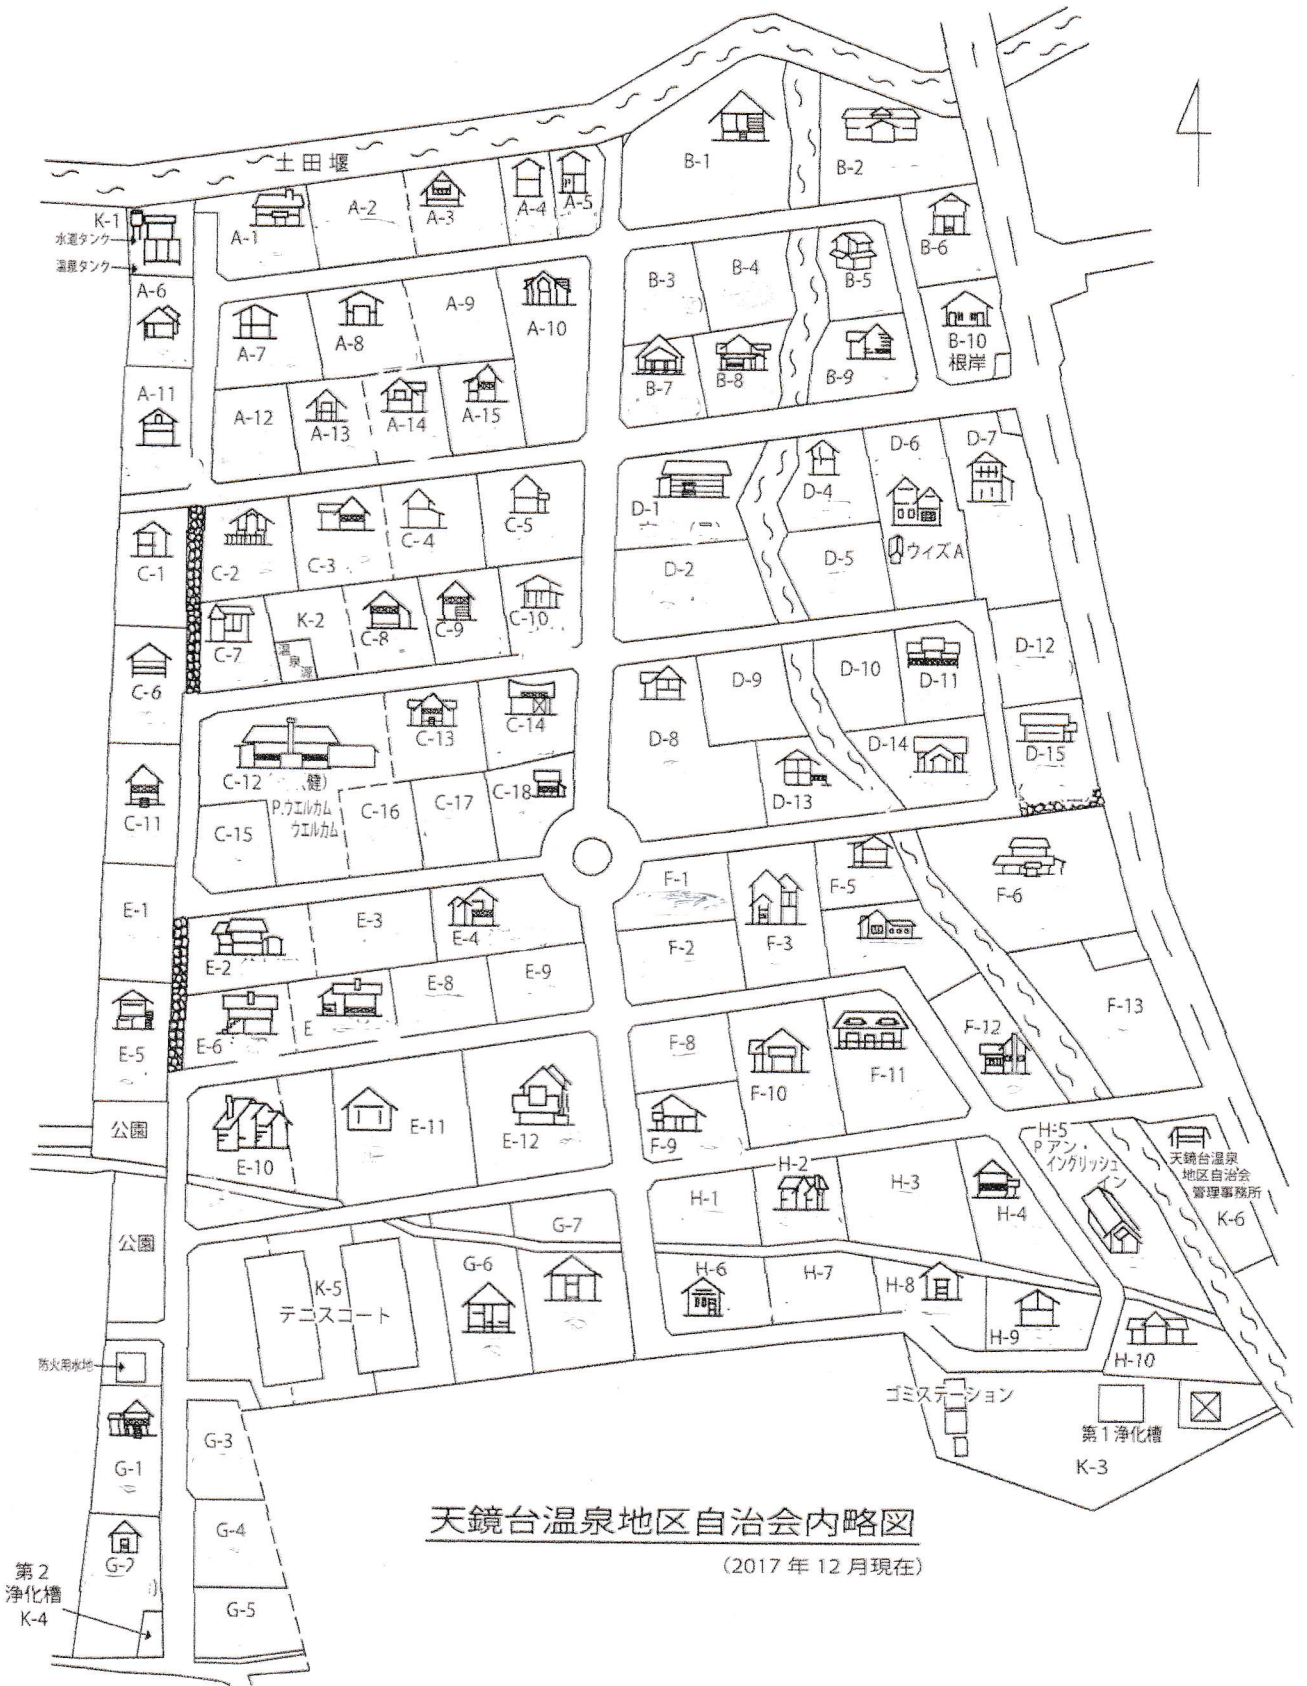 土田堰
K-1
水道タンク
温泉タンク
A-1
A-2
A-3
A-4
A-5
B-1
B-2
A-6
A-7
A-8
A-9
A-10
B-3
B-4
B-5
B-6
B-7
B-8
B-9
B-10
根岸
A-11
A-12
A-13
A-14
A-15
C-1
C-2
C-3
C-4
C-5
D-1
D-2
D-4
D-5
D-6
D-7
ウィズA
C-6
C-7
K-2
温泉源
C-8
C-9
C-10
D-8
D-9
D-10
D-11
D-12
C-11
C-12
健)
P.ウエルカム
ウエルカム
C-13
C-14
C-15
C-16
C-17
C-18
D-13
D-14
D-15
E-1
E-2
E-3
E-4
F-1
F-2
F-3
F-5
F-6
E-5
E-6
E
E-8
E-9
F-8
F-9
F-10
F-11
F-12
F-13
公園
E-10
E-11
E-12
H-1
H-2
H-3
H-4
H-5
P アン・
イングリッシュ
イン
天鏡台温泉
地区自治会
管理事務所
K-6
公園
K-5
テニスコート
G-6
G-7
H-6
H-7
H-8
H-9
H-10
防火用水地
G-1
G-2
G-3
G-4
G-5
第2
浄化槽
K-4
ゴミステーション
第1浄化槽
K-3
天鏡台温泉地区自治会内略図
(2017年12月現在)